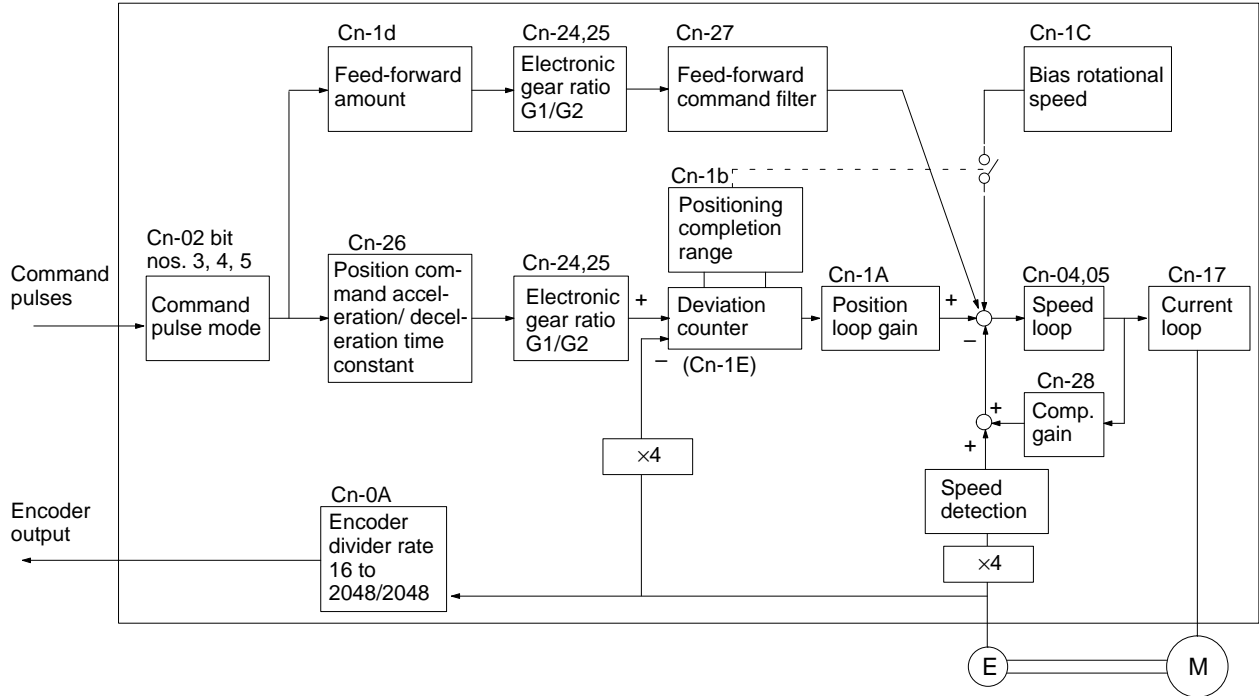 Cn-1d
Cn-24,25
Cn-27
Cn-1C
Feed-forward
amount
Electronic
gear ratio
G1/G2
Feed-forward
command filter
Bias rotational
speed
Cn-1b
Positioning
completion
range
Command
pulses
Cn-02 bit
nos. 3, 4, 5
Command
pulse mode
Cn-26
Position com-
mand accel-
eration/ decel-
eration time
constant
Cn-24,25
Electronic
gear ratio
G1/G2
+
−
Deviation
counter
(Cn-1E)
Cn-1A
Position
loop gain
+
−
Cn-04,05
Speed
loop
Cn-17
Current
loop
Cn-28
Comp.
gain
+
+
×4
Speed
detection
×4
Encoder
output
Cn-0A
Encoder
divider rate
16 to
2048/2048
E
M